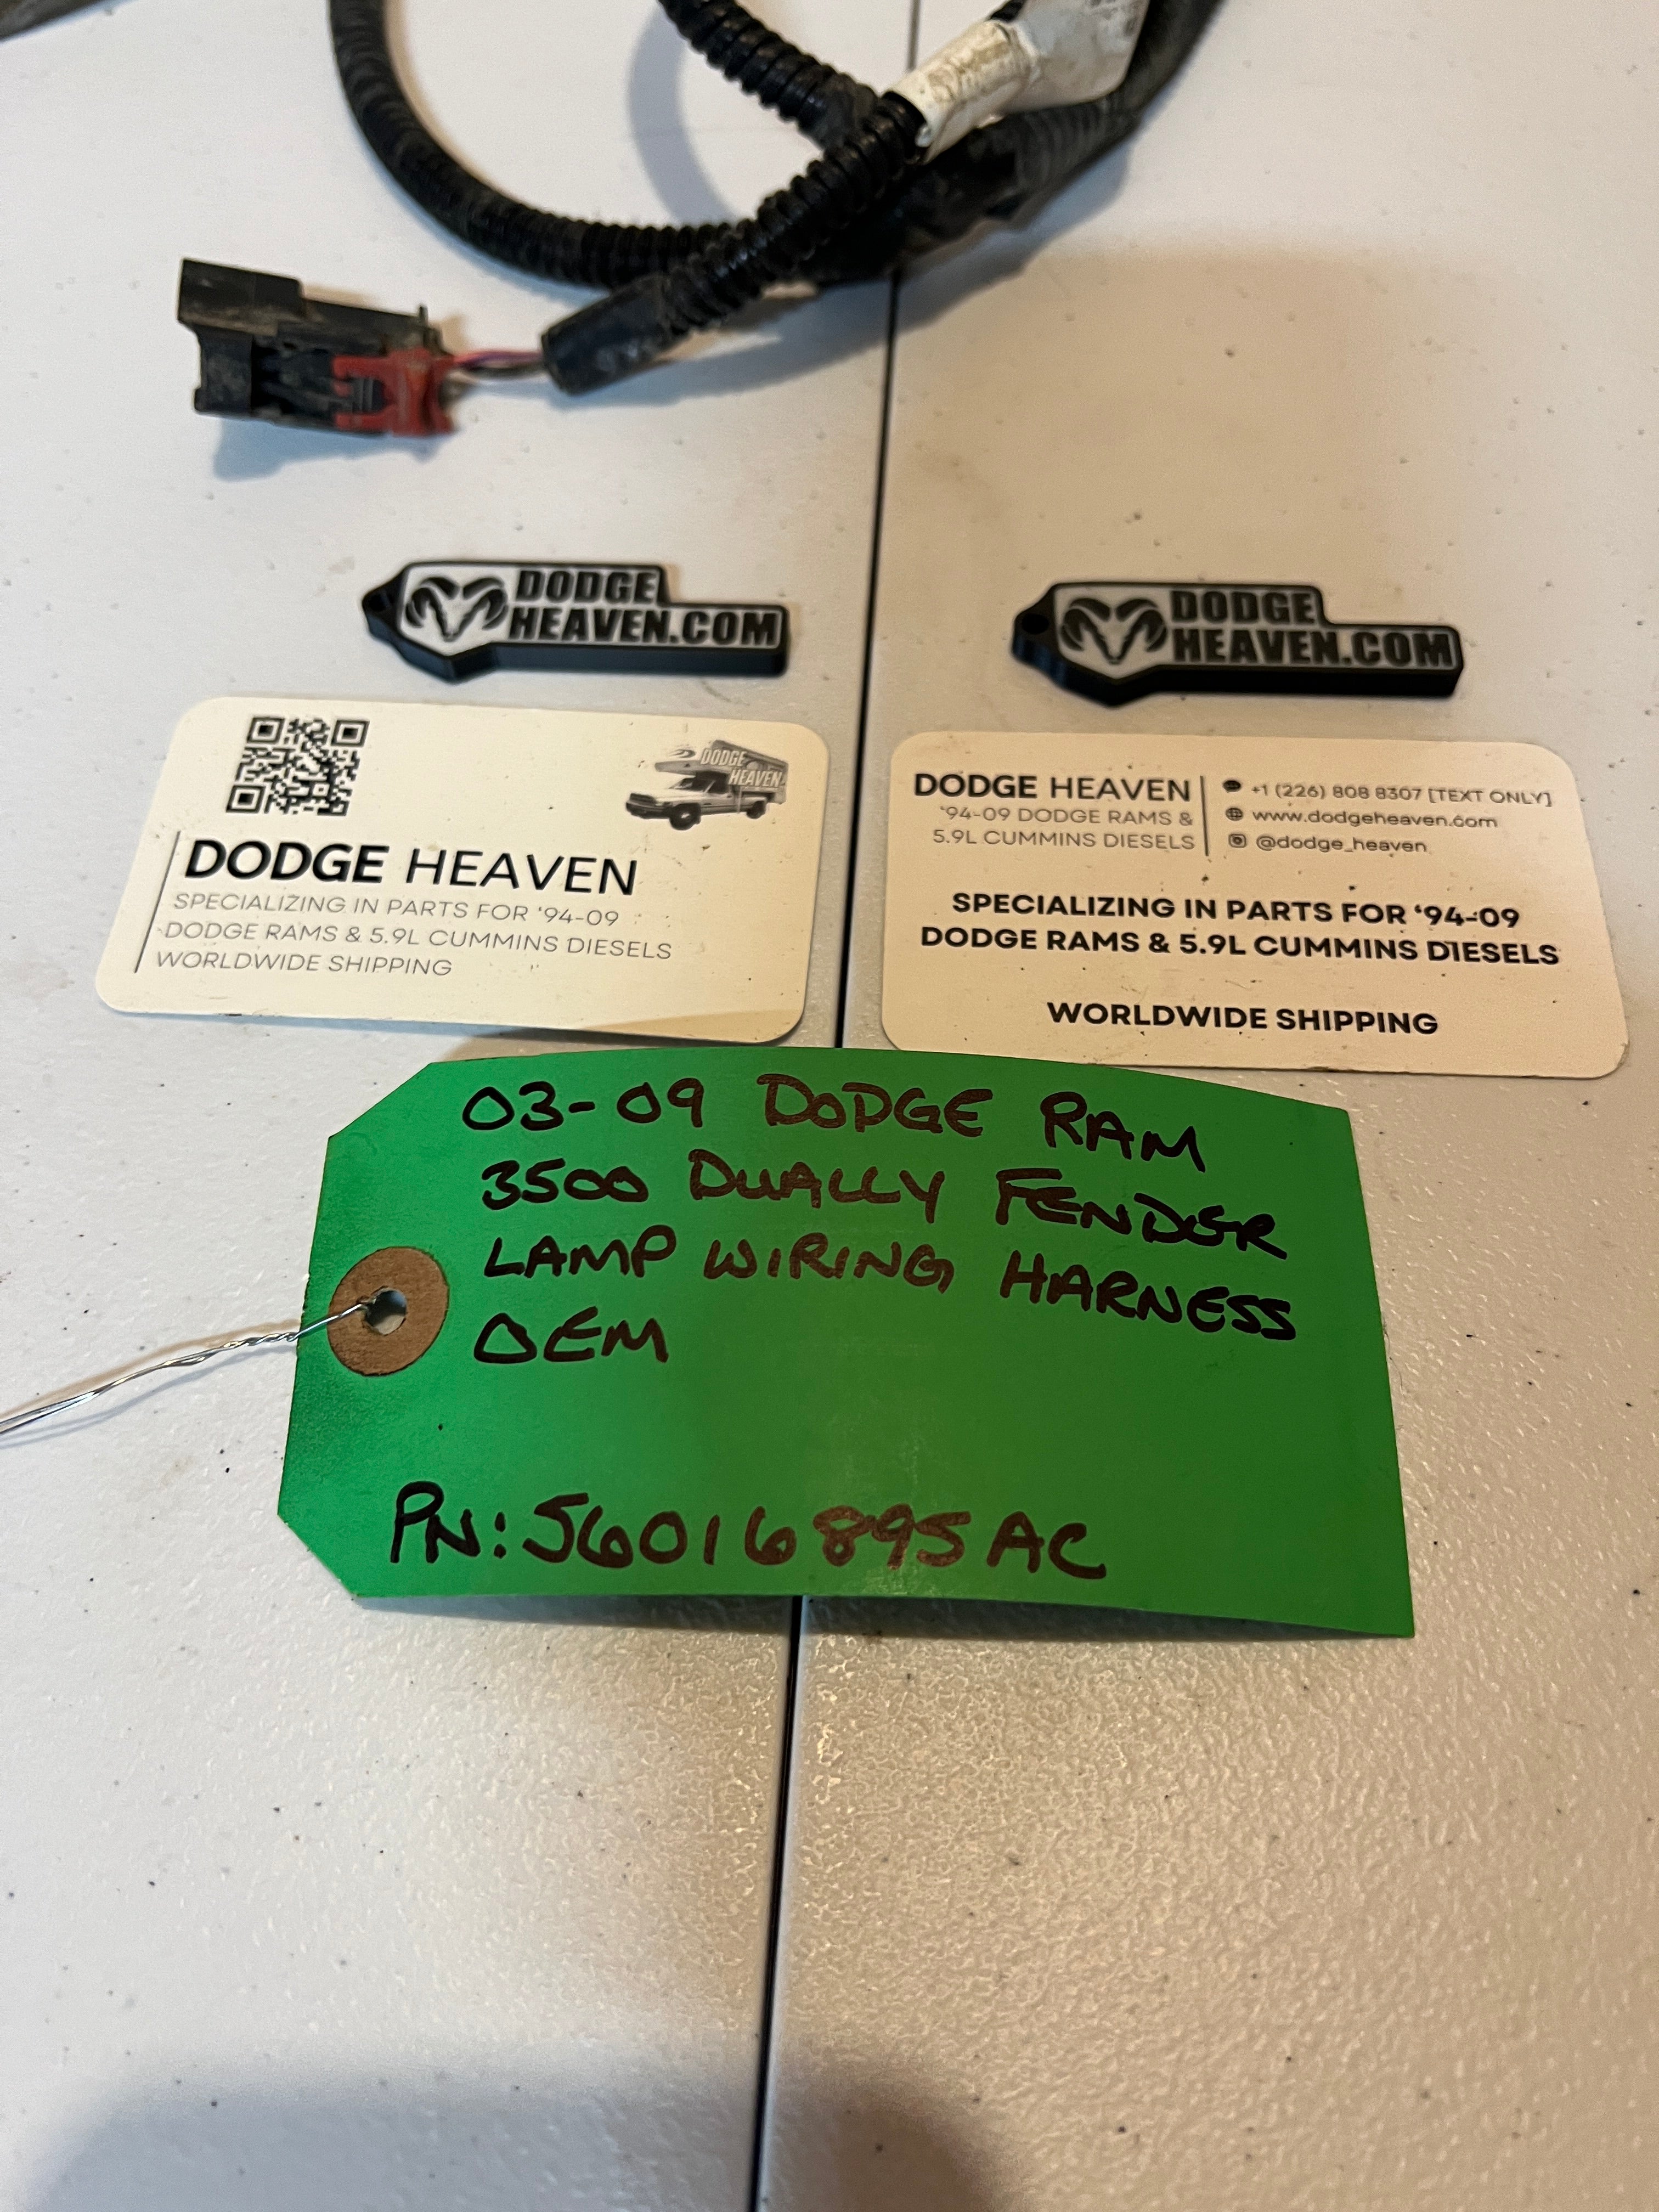 DODGE
HEAVEN.COM
DODGE
HEAVEN.COM
DODGE
HEAVEN
DODGE HEAVEN
SPECIALIZING IN PARTS FOR '94-09
DODGE RAMS & 5.9L CUMMINS DIESELS
WORLDWIDE SHIPPING
DODGE HEAVEN
'94-09 DODGE RAMS &
5.9L CUMMINS DIESELS
+1 (226) 808 8307 [TEXT ONLY]
www.dodgeheaven.com
@dodge_heaven
SPECIALIZING IN PARTS FOR '94-09
DODGE RAMS & 5.9L CUMMINS DIESELS
WORLDWIDE SHIPPING
03-09 DODGE RAM
3500 DUALLY FENDER
LAMP WIRING HARNESS
OEM
PN: 56016895AC